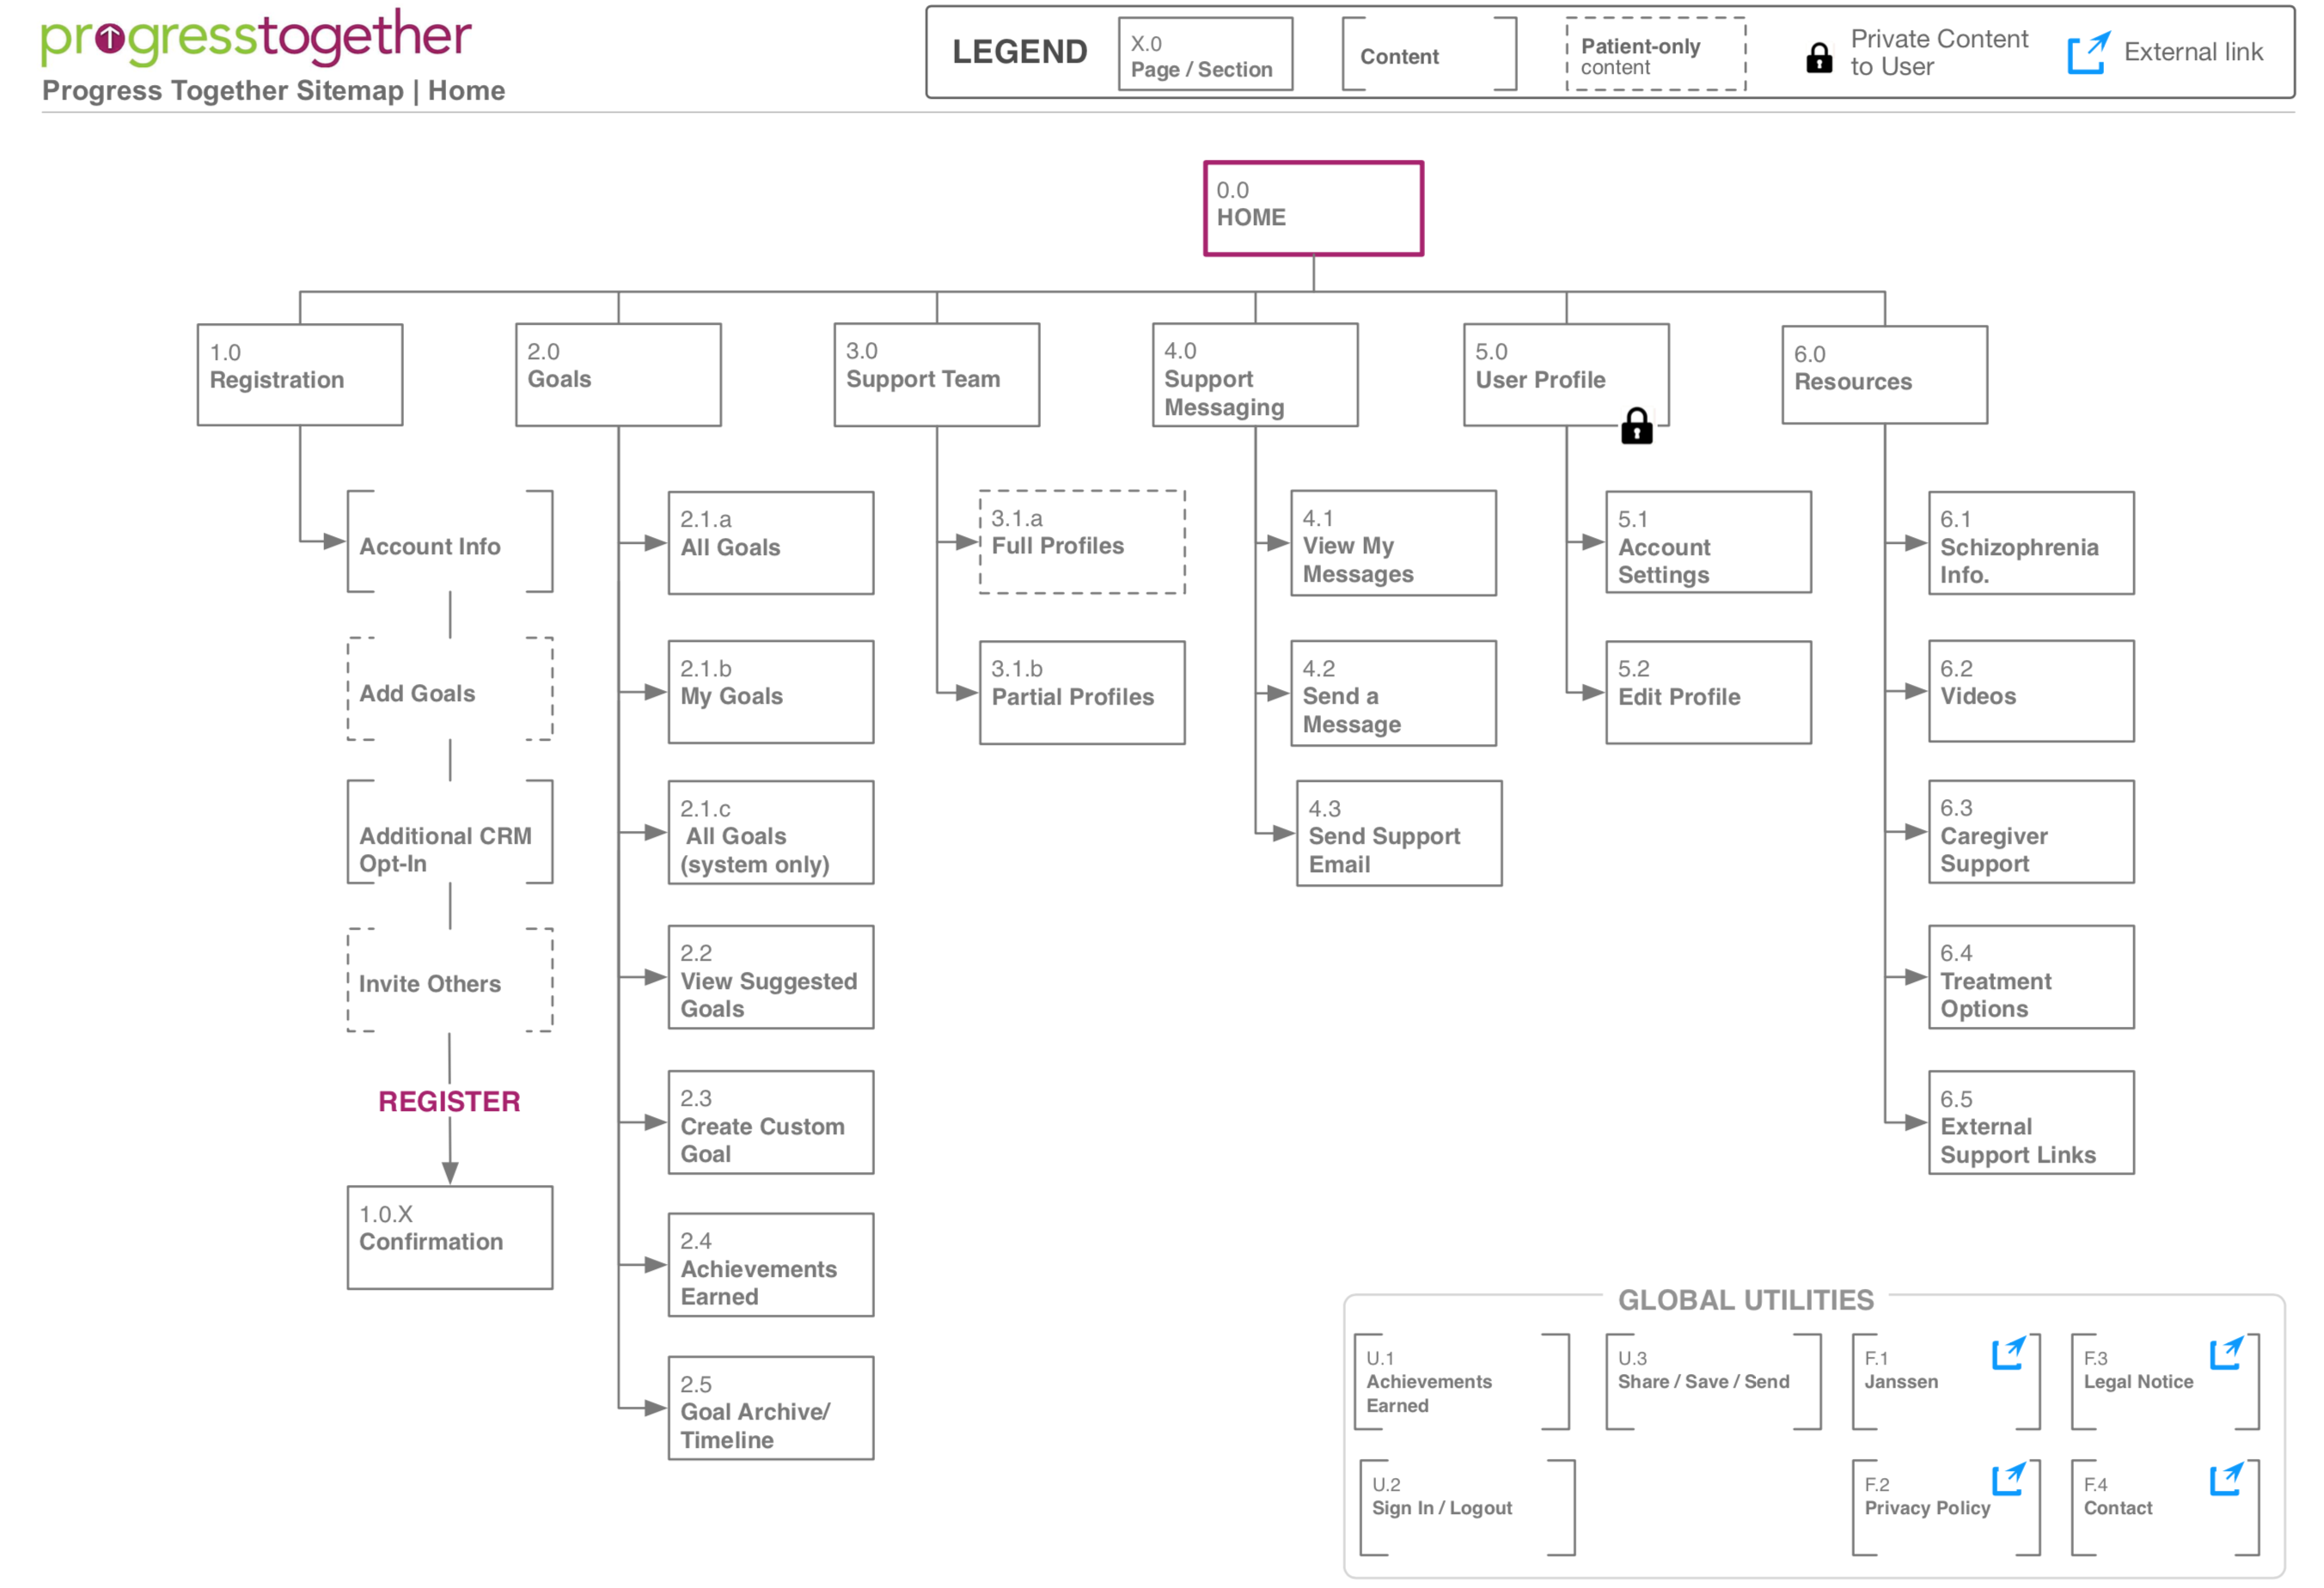 progresstogether
Progress Together Sitemap | Home
LEGEND
X.0
Page / Section
Content
Patient-only
content
Private Content
to User
External link
0.0
HOME
1.0
Registration
2.0
Goals
3.0
Support Team
4.0
Support
Messaging
5.0
User Profile
6.0
Resources
Account Info
Add Goals
Additional CRM
Opt-In
Invite Others
REGISTER
1.0.X
Confirmation
2.1.a
All Goals
2.1.b
My Goals
2.1.c
All Goals
(system only)
2.2
View Suggested
Goals
2.3
Create Custom
Goal
2.4
Achievements
Earned
2.5
Goal Archive/
Timeline
3.1.a
Full Profiles
3.1.b
Partial Profiles
4.1
View My
Messages
4.2
Send a
Message
4.3
Send Support
Email
5.1
Account
Settings
5.2
Edit Profile
6.1
Schizophrenia
Info.
6.2
Videos
6.3
Caregiver
Support
6.4
Treatment
Options
6.5
External
Support Links
GLOBAL UTILITIES
U.1
Achievements
Earned
U.3
Share / Save / Send
F.1
Janssen
F.3
Legal Notice
U.2
Sign In / Logout
F.2
Privacy Policy
F.4
Contact